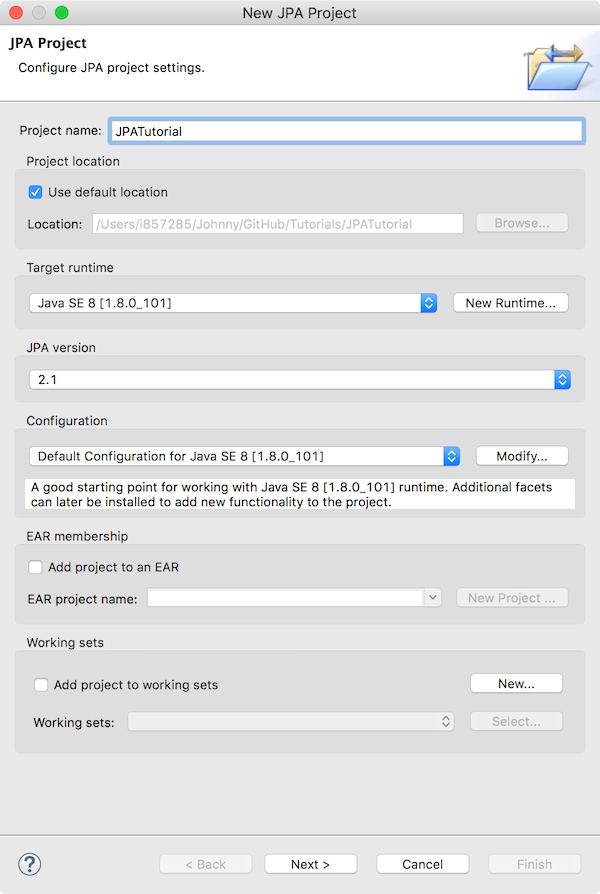 New JPA Project
JPA Project
Configure JPA project settings.
Project name: JPATutorial
Project location
Use default location
Location: /Users/i857285/Johnny/GitHub/Tutorials/JPATutorial Browse...
Target runtime
Java SE 8 [1.8.0_101] New Runtime...
JPA version
2.1
Configuration
Default Configuration for Java SE 8 [1.8.0_101] Modify...
A good starting point for working with Java SE 8 [1.8.0_101] runtime. Additional facets
can later be installed to add new functionality to the project.
EAR membership
Add project to an EAR
EAR project name: New Project ...
Working sets
Add project to working sets New...
Working sets: Select...
? < Back Next > Cancel Finish